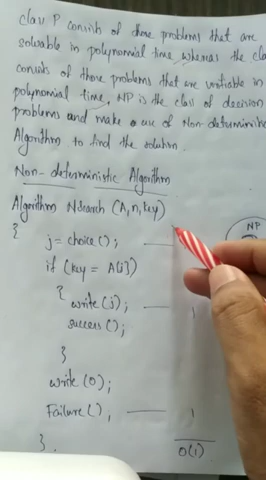 class P consists of those problems that are
solvable in polynomial time, whereas the cla
consists of those problems that are verifiable in
polynomial time, NP is the class of decision
problems and make a use of Non-determinis
Algorithm to find the solution.
Non-deterministic Algorithm
Algorithm NSearch (A, n, key)
{
j = choice();
if (key = A[j])
{ write(j); 1
success();
}
write (0);
Failure(), 1
}. O(1)
NP